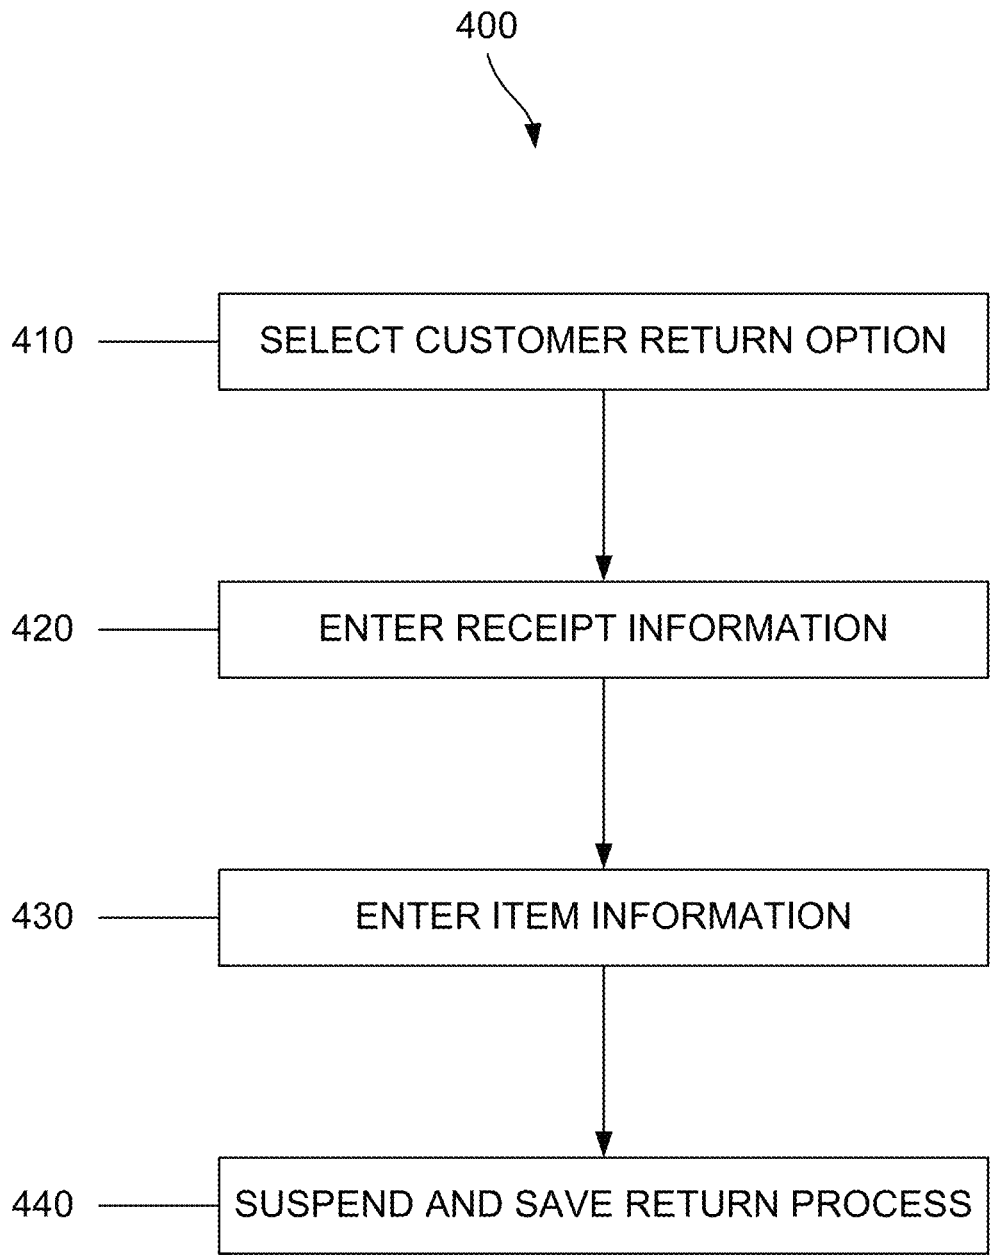 400
410 SELECT CUSTOMER RETURN OPTION
420 ENTER RECEIPT INFORMATION
430 ENTER ITEM INFORMATION
440 SUSPEND AND SAVE RETURN PROCESS